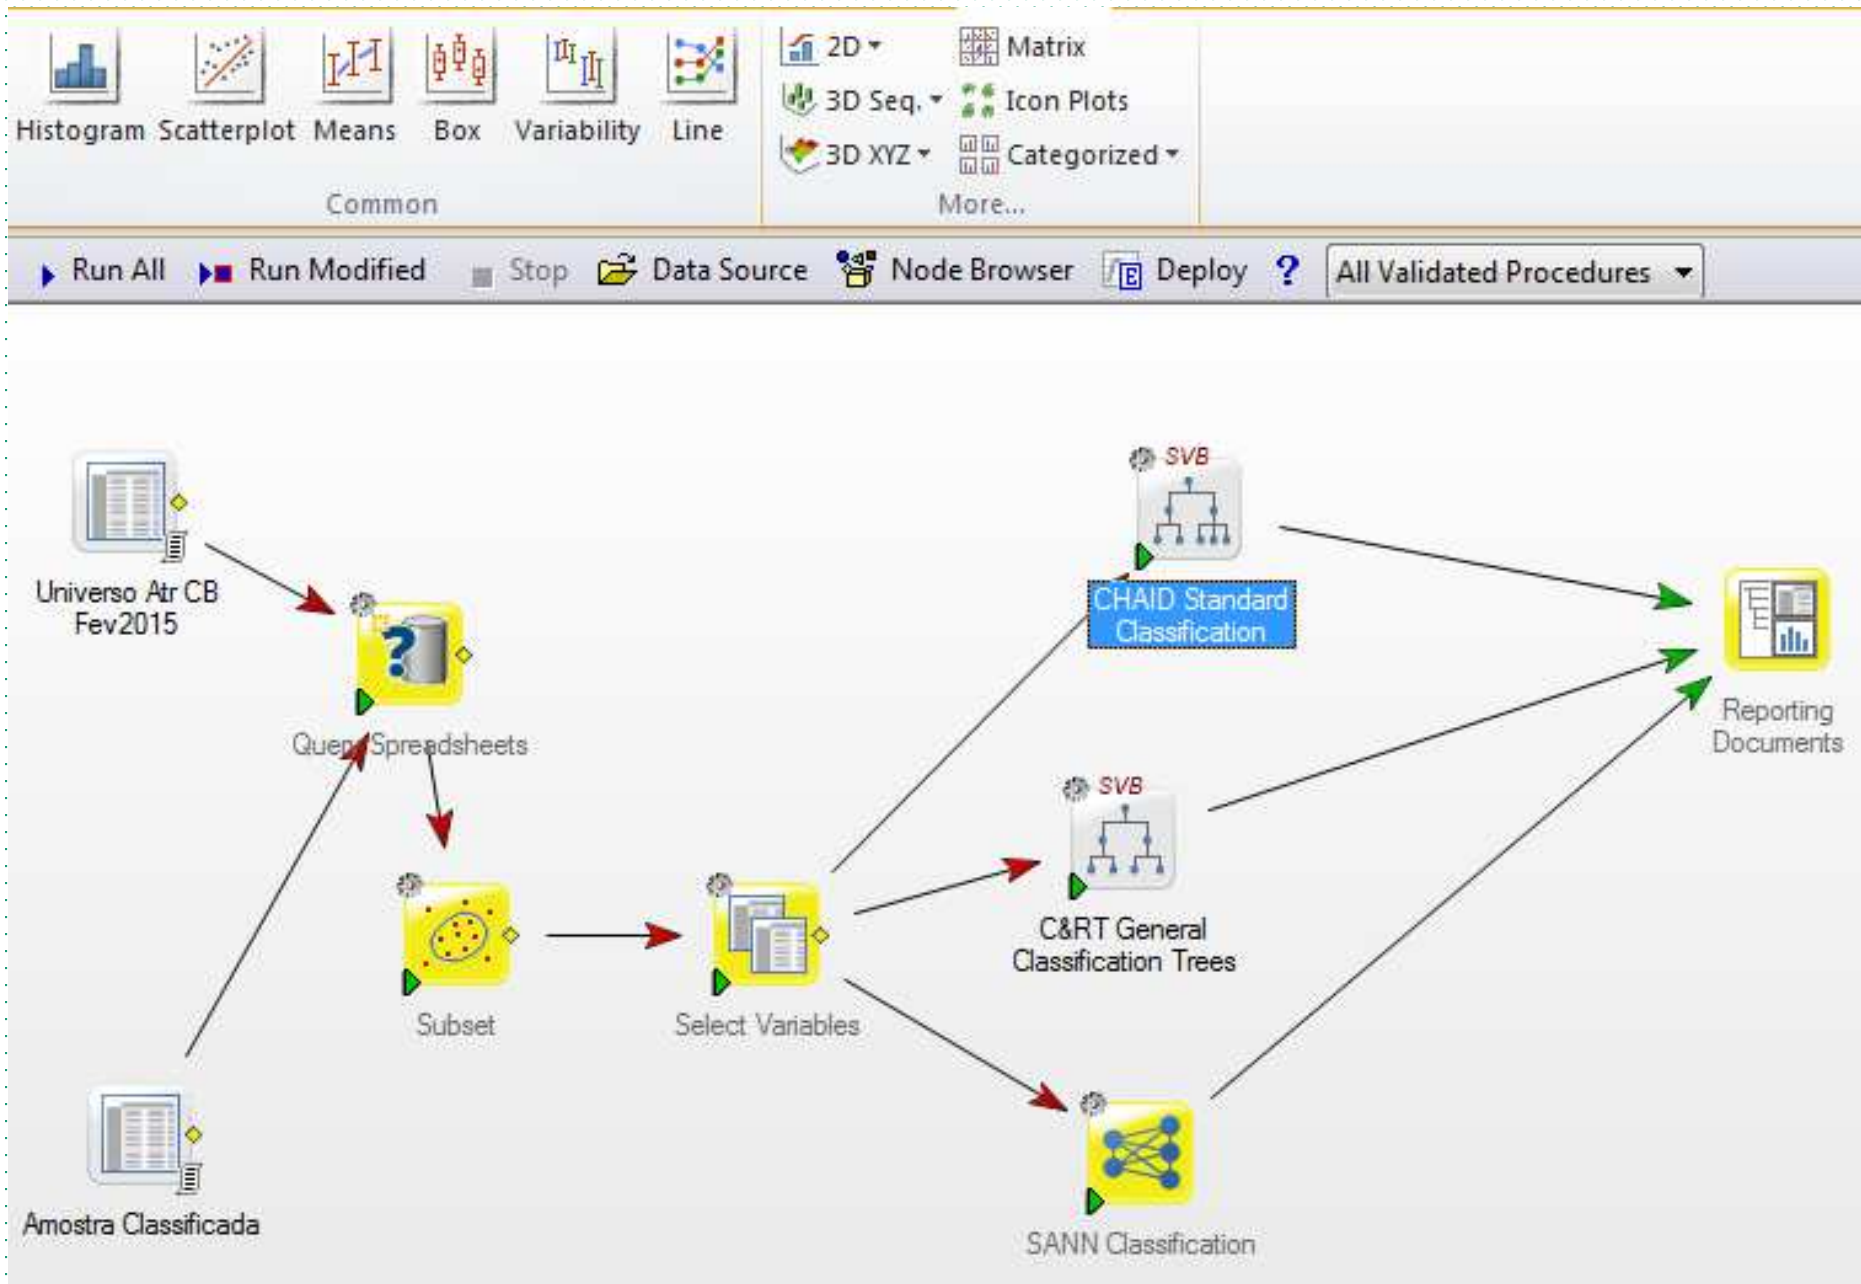 2D
Matrix
3D Seq.
Icon Plots
Histogram
Scatterplot
Means
Box
Variability
Line
3D XYZ
Categorized
Common
More...
Run All
Run Modified
Stop
Data Source
Node Browser
E
Deploy
?
All Validated Procedures
SVB
Universo Atr CB
Fev2015
CHAID Standard
Classification
?
Query Spreadsheets
Reporting
Documents
SVB
C&RT General
Classification Trees
Subset
Select Variables
Amostra Classificada
SANN Classification